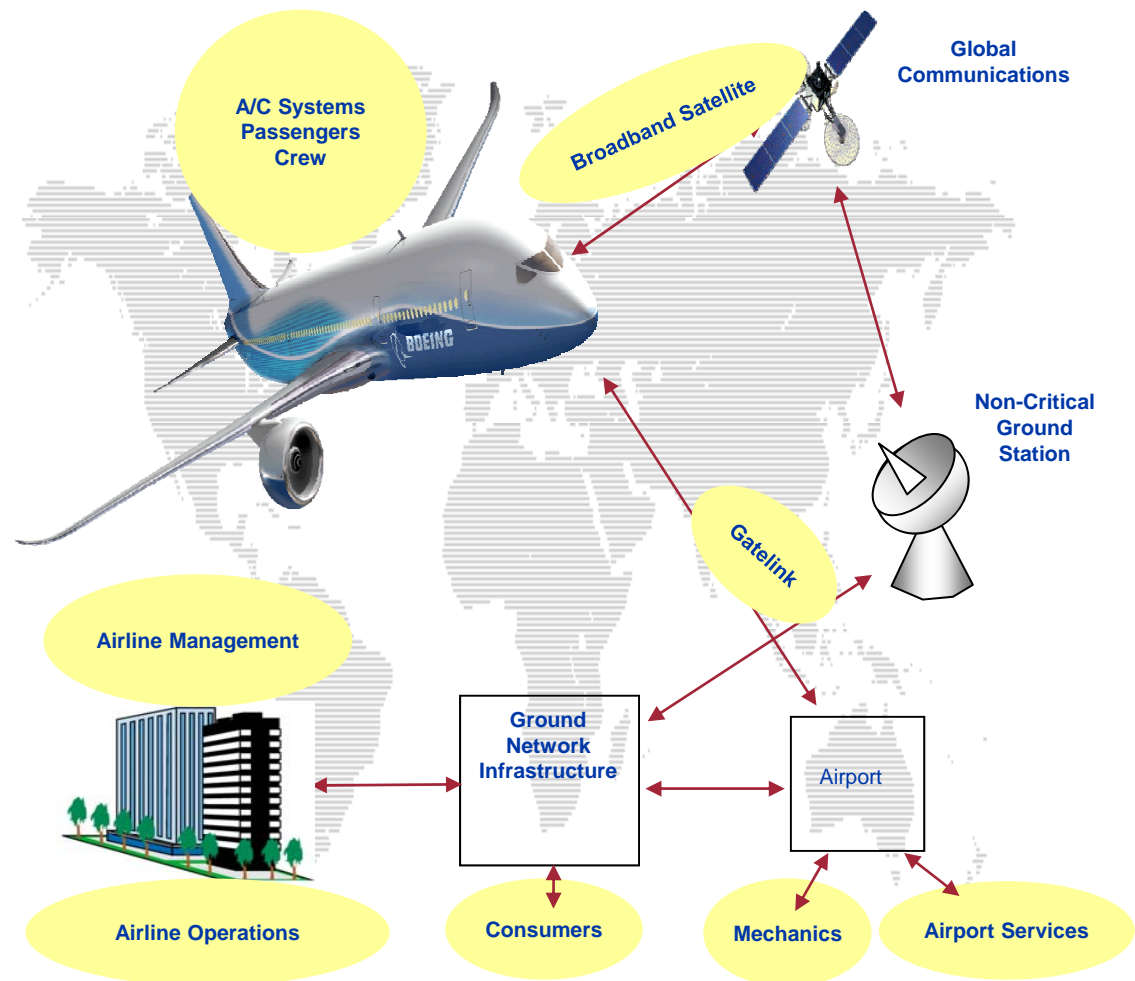 Global
Communications
A/C Systems
Passengers
Crew
Broadband Satellite
BOEING
Non-Critical
Ground
Station
Gatelink
Airline Management
Ground
Network
Infrastructure
Airport
Airline Operations
Consumers
Mechanics
Airport Services